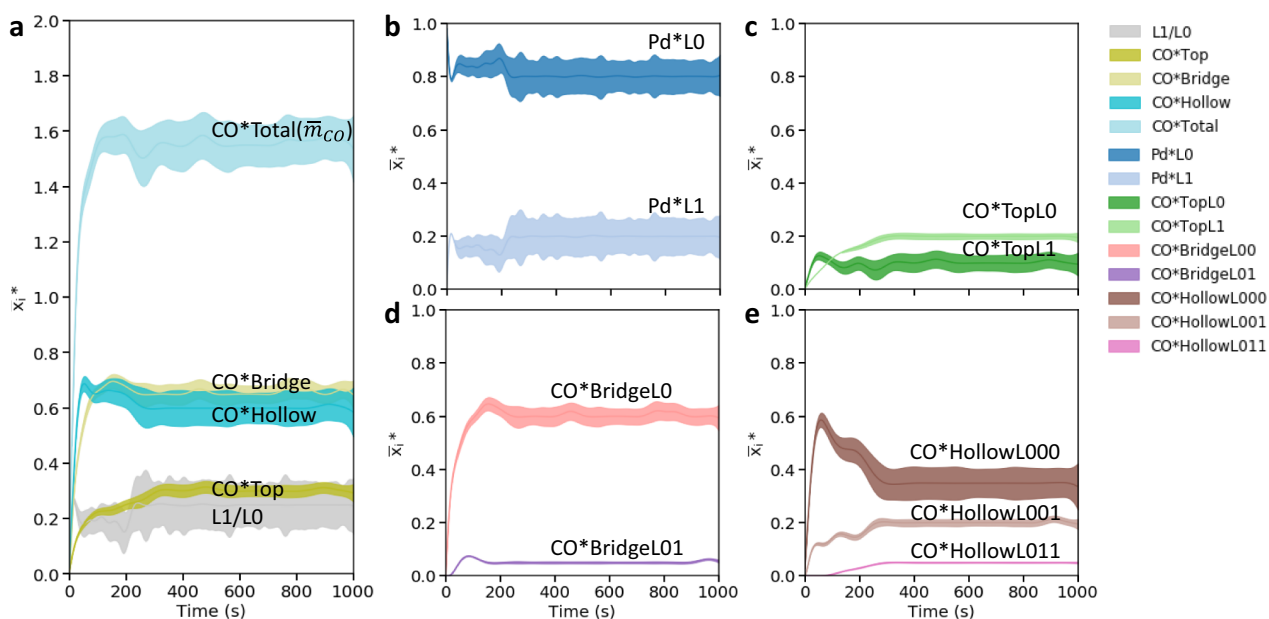 a
2.0
1.8
1.6
1.4
1.2
1.0
0.8
0.6
0.4
0.2
0.0
x̄ᵢ*
CO*Total(m̄_CO)
CO*Bridge
CO*Hollow
CO*Top
L1/L0
0 200 400 600 800 1000
Time (s)
b
1.0
0.8
0.6
0.4
0.2
0.0
x̄ᵢ*
Pd*L0
Pd*L1
c
1.0
0.8
0.6
0.4
0.2
0.0
x̄ᵢ*
CO*TopL0
CO*TopL1
d
1.0
0.8
0.6
0.4
0.2
0.0
x̄ᵢ*
CO*BridgeL0
CO*BridgeL01
0 200 400 600 800 1000
Time (s)
e
1.0
0.8
0.6
0.4
0.2
0.0
x̄ᵢ*
CO*HollowL000
CO*HollowL001
CO*HollowL011
0 200 400 600 800 1000
Time (s)
L1/L0
CO*Top
CO*Bridge
CO*Hollow
CO*Total
Pd*L0
Pd*L1
CO*TopL0
CO*TopL1
CO*BridgeL00
CO*BridgeL01
CO*HollowL000
CO*HollowL001
CO*HollowL011